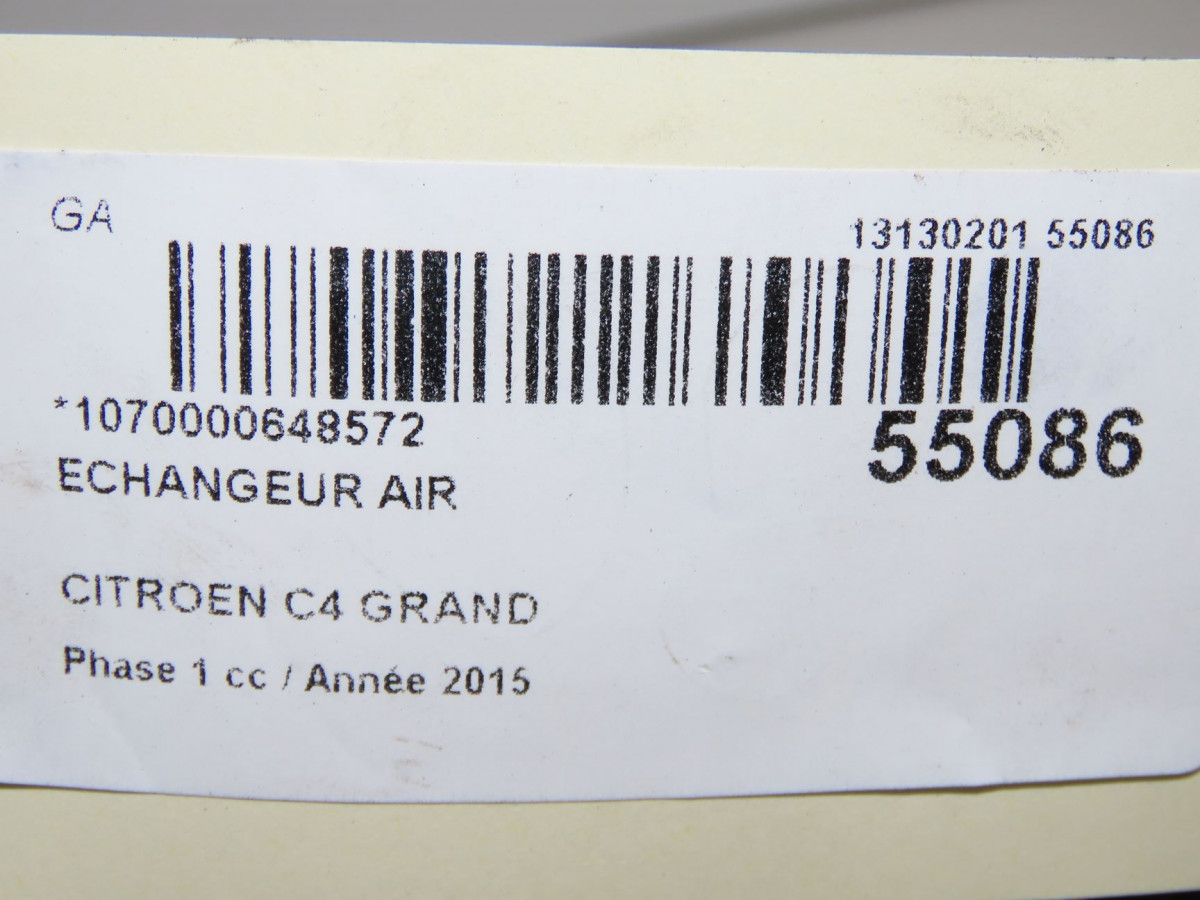 GA
13130201 55086
*1070000648572
55086
ECHANGEUR AIR
CITROEN C4 GRAND
Phase 1 cc / Année 2015